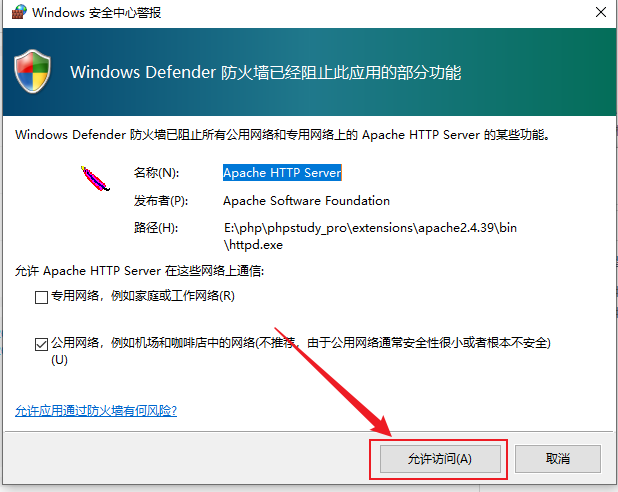 Windows 安全中心警报
Windows Defender 防火墙已经阻止此应用的部分功能
Windows Defender 防火墙已阻止所有公用网络和专用网络上的 Apache HTTP Server 的某些功能。
名称(N): Apache HTTP Server
发布者(P): Apache Software Foundation
路径(H): E:\php\phpstudy_pro\extensions\apache2.4.39\bin
\httpd.exe
允许 Apache HTTP Server 在这些网络上通信:
专用网络，例如家庭或工作网络(R)
公用网络，例如机场和咖啡店中的网络(不推荐，由于公用网络通常安全性很小或者根本不安全)
(U)
允许应用通过防火墙有何风险?
允许访问(A) 取消